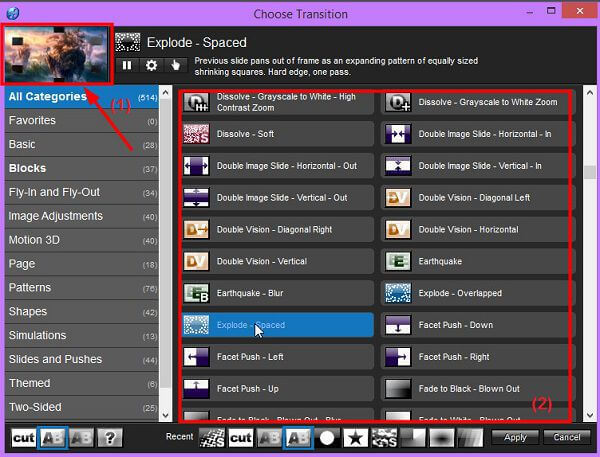 Choose Transition
Explode - Spaced
Previous slide pans out of frame as an expanding pattern of equally sized
shrinking squares. Hard edge, one pass.
All Categories (514)
(1)
Favorites (0)
Basic (28)
Blocks (37)
Fly-In and Fly-Out (34)
Image Adjustments (40)
Motion 3D (40)
Page (18)
Patterns (76)
Shapes (42)
Simulations (13)
Slides and Pushes (44)
Themed (6)
Two-Sided (25)
Dissolve - Grayscale to White - High
Contrast Zoom
Dissolve - Grayscale to White Zoom
Dissolve - Soft
Double Image Slide - Horizontal - In
Double Image Slide - Horizontal - Out
Double Image Slide - Vertical - In
Double Image Slide - Vertical - Out
Double Vision - Diagonal Left
Double Vision - Diagonal Right
Double Vision - Horizontal
Double Vision - Vertical
Earthquake
Earthquake - Blur
Explode - Overlapped
Explode - Spaced
Facet Push - Down
Facet Push - Left
Facet Push - Right
Facet Push - Up
Fade to Black - Blown Out
Fade to Black - Blown Out - Blur
Fade to White - Blown Out
(2)
cut AB AB ? Recent cut AB AB Apply Cancel